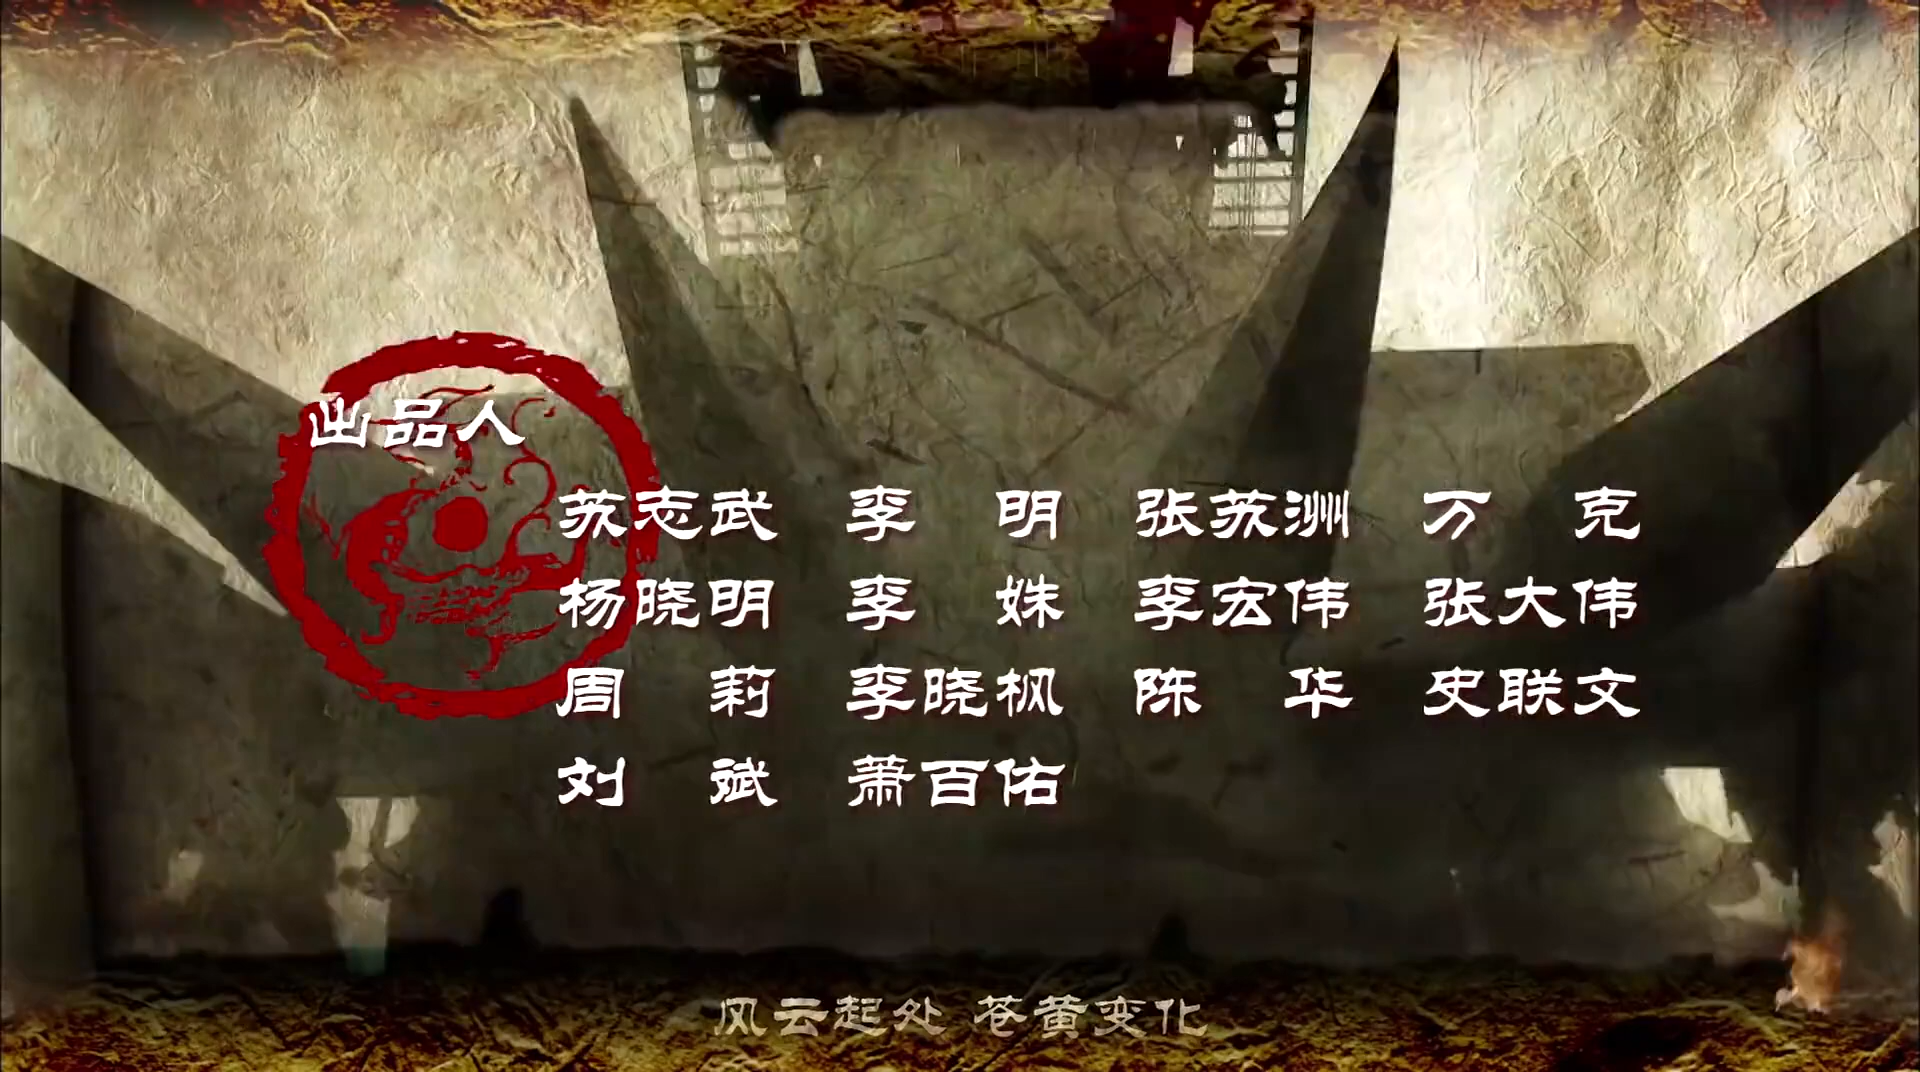 出品人
苏志武 李 明 张苏洲 万 克
杨晓明 李 姝 李宏伟 张大伟
周 莉 李晓枫 陈 华 史联文
刘 斌 萧百佑
风云起处 苍黄变化